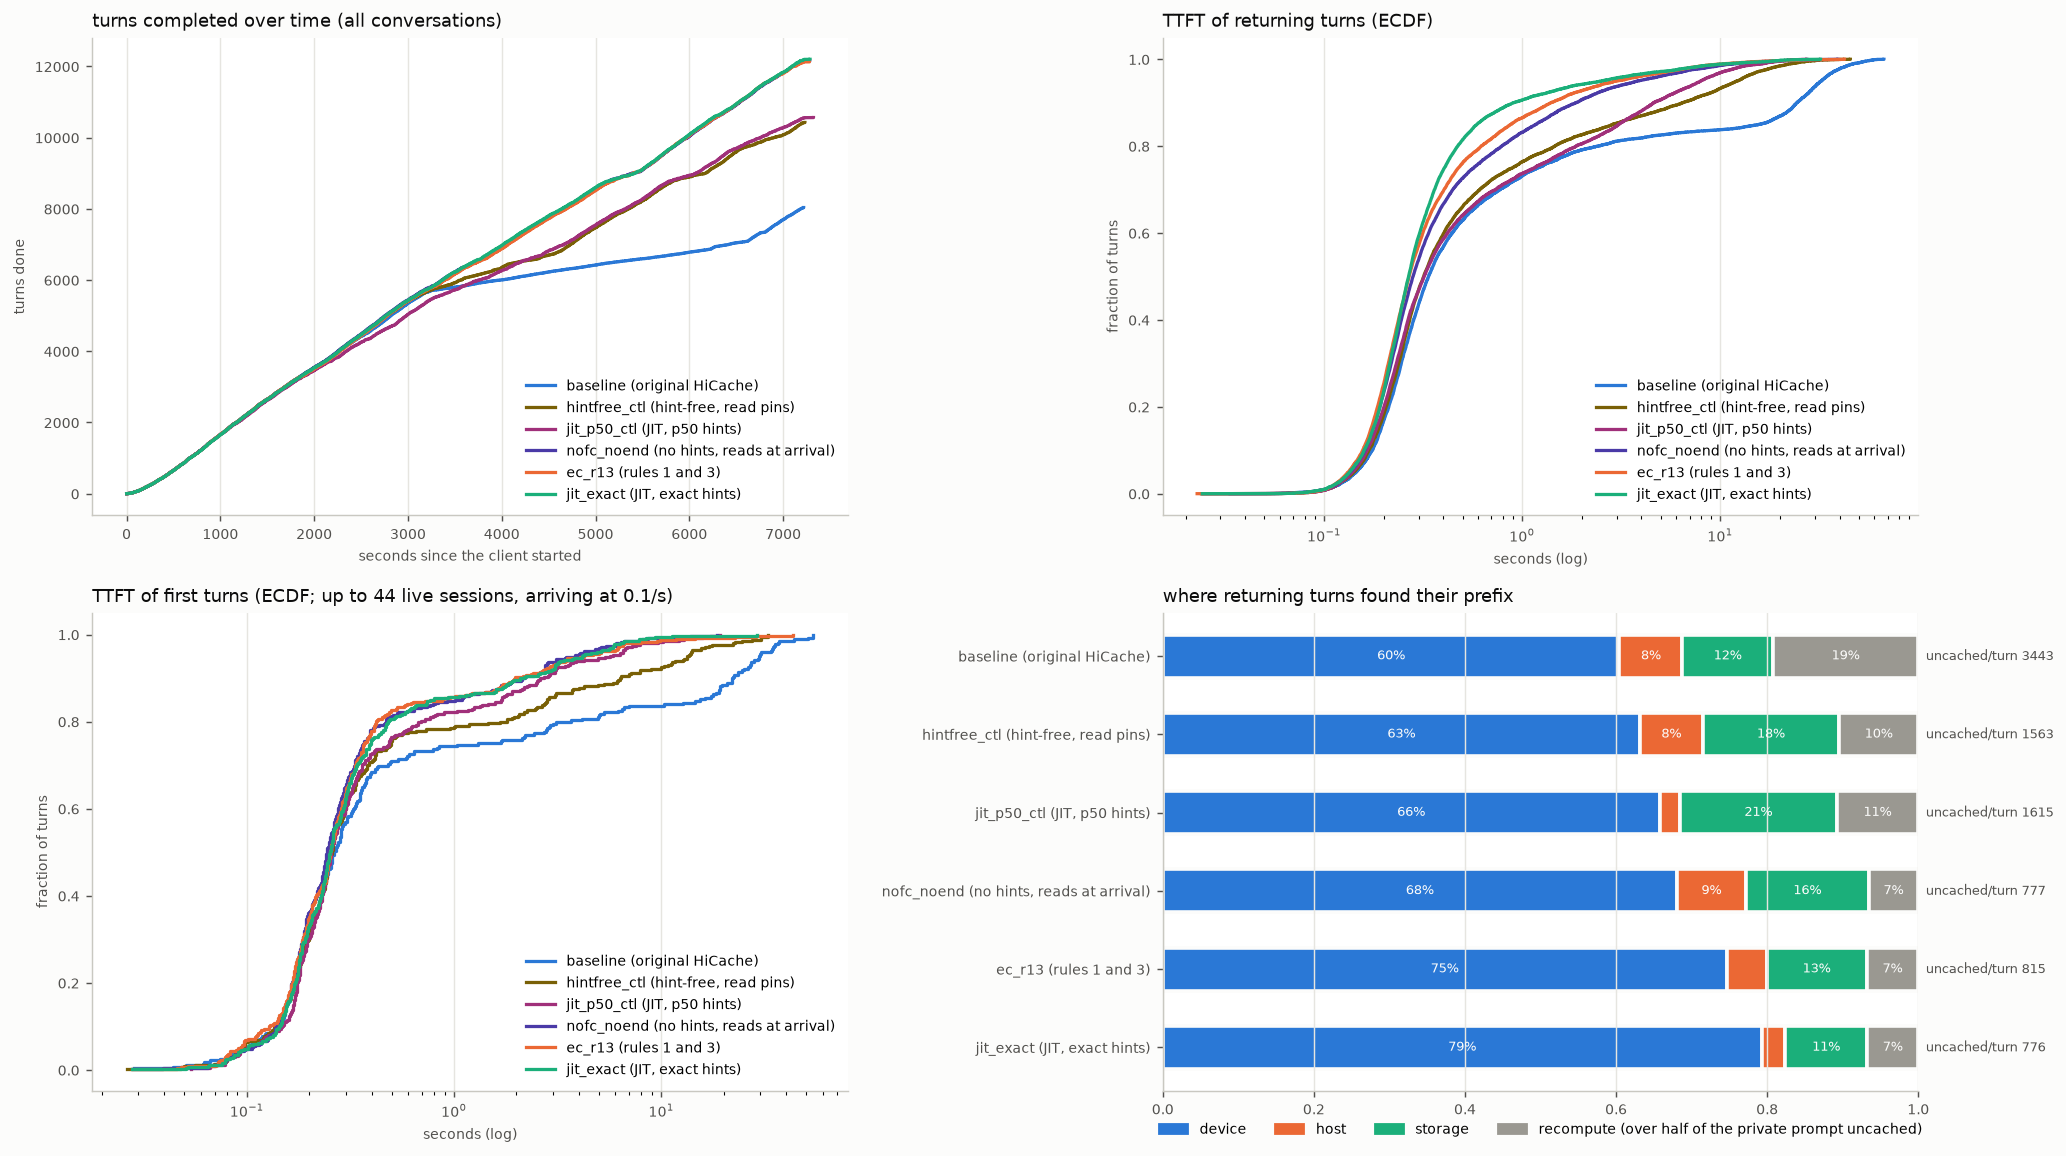 turns completed over time (all conversations)
turns done
12000
10000
8000
6000
4000
2000
0
0 1000 2000 3000 4000 5000 6000 7000
seconds since the client started
baseline (original HiCache)
hintfree_ctl (hint-free, read pins)
jit_p50_ctl (JIT, p50 hints)
nofc_noend (no hints, reads at arrival)
ec_r13 (rules 1 and 3)
jit_exact (JIT, exact hints)
TTFT of returning turns (ECDF)
fraction of turns
1.0
0.8
0.6
0.4
0.2
0.0
10⁻¹ 10⁰ 10¹
seconds (log)
baseline (original HiCache)
hintfree_ctl (hint-free, read pins)
jit_p50_ctl (JIT, p50 hints)
nofc_noend (no hints, reads at arrival)
ec_r13 (rules 1 and 3)
jit_exact (JIT, exact hints)
TTFT of first turns (ECDF; up to 44 live sessions, arriving at 0.1/s)
fraction of turns
1.0
0.8
0.6
0.4
0.2
0.0
10⁻¹ 10⁰ 10¹
seconds (log)
baseline (original HiCache)
hintfree_ctl (hint-free, read pins)
jit_p50_ctl (JIT, p50 hints)
nofc_noend (no hints, reads at arrival)
ec_r13 (rules 1 and 3)
jit_exact (JIT, exact hints)
where returning turns found their prefix
baseline (original HiCache) 60% 8% 12% 19% uncached/turn 3443
hintfree_ctl (hint-free, read pins) 63% 8% 18% 10% uncached/turn 1563
jit_p50_ctl (JIT, p50 hints) 66% 21% 11% uncached/turn 1615
nofc_noend (no hints, reads at arrival) 68% 9% 16% 7% uncached/turn 777
ec_r13 (rules 1 and 3) 75% 13% 7% uncached/turn 815
jit_exact (JIT, exact hints) 79% 11% 7% uncached/turn 776
0.0 0.2 0.4 0.6 0.8 1.0
device host storage recompute (over half of the private prompt uncached)